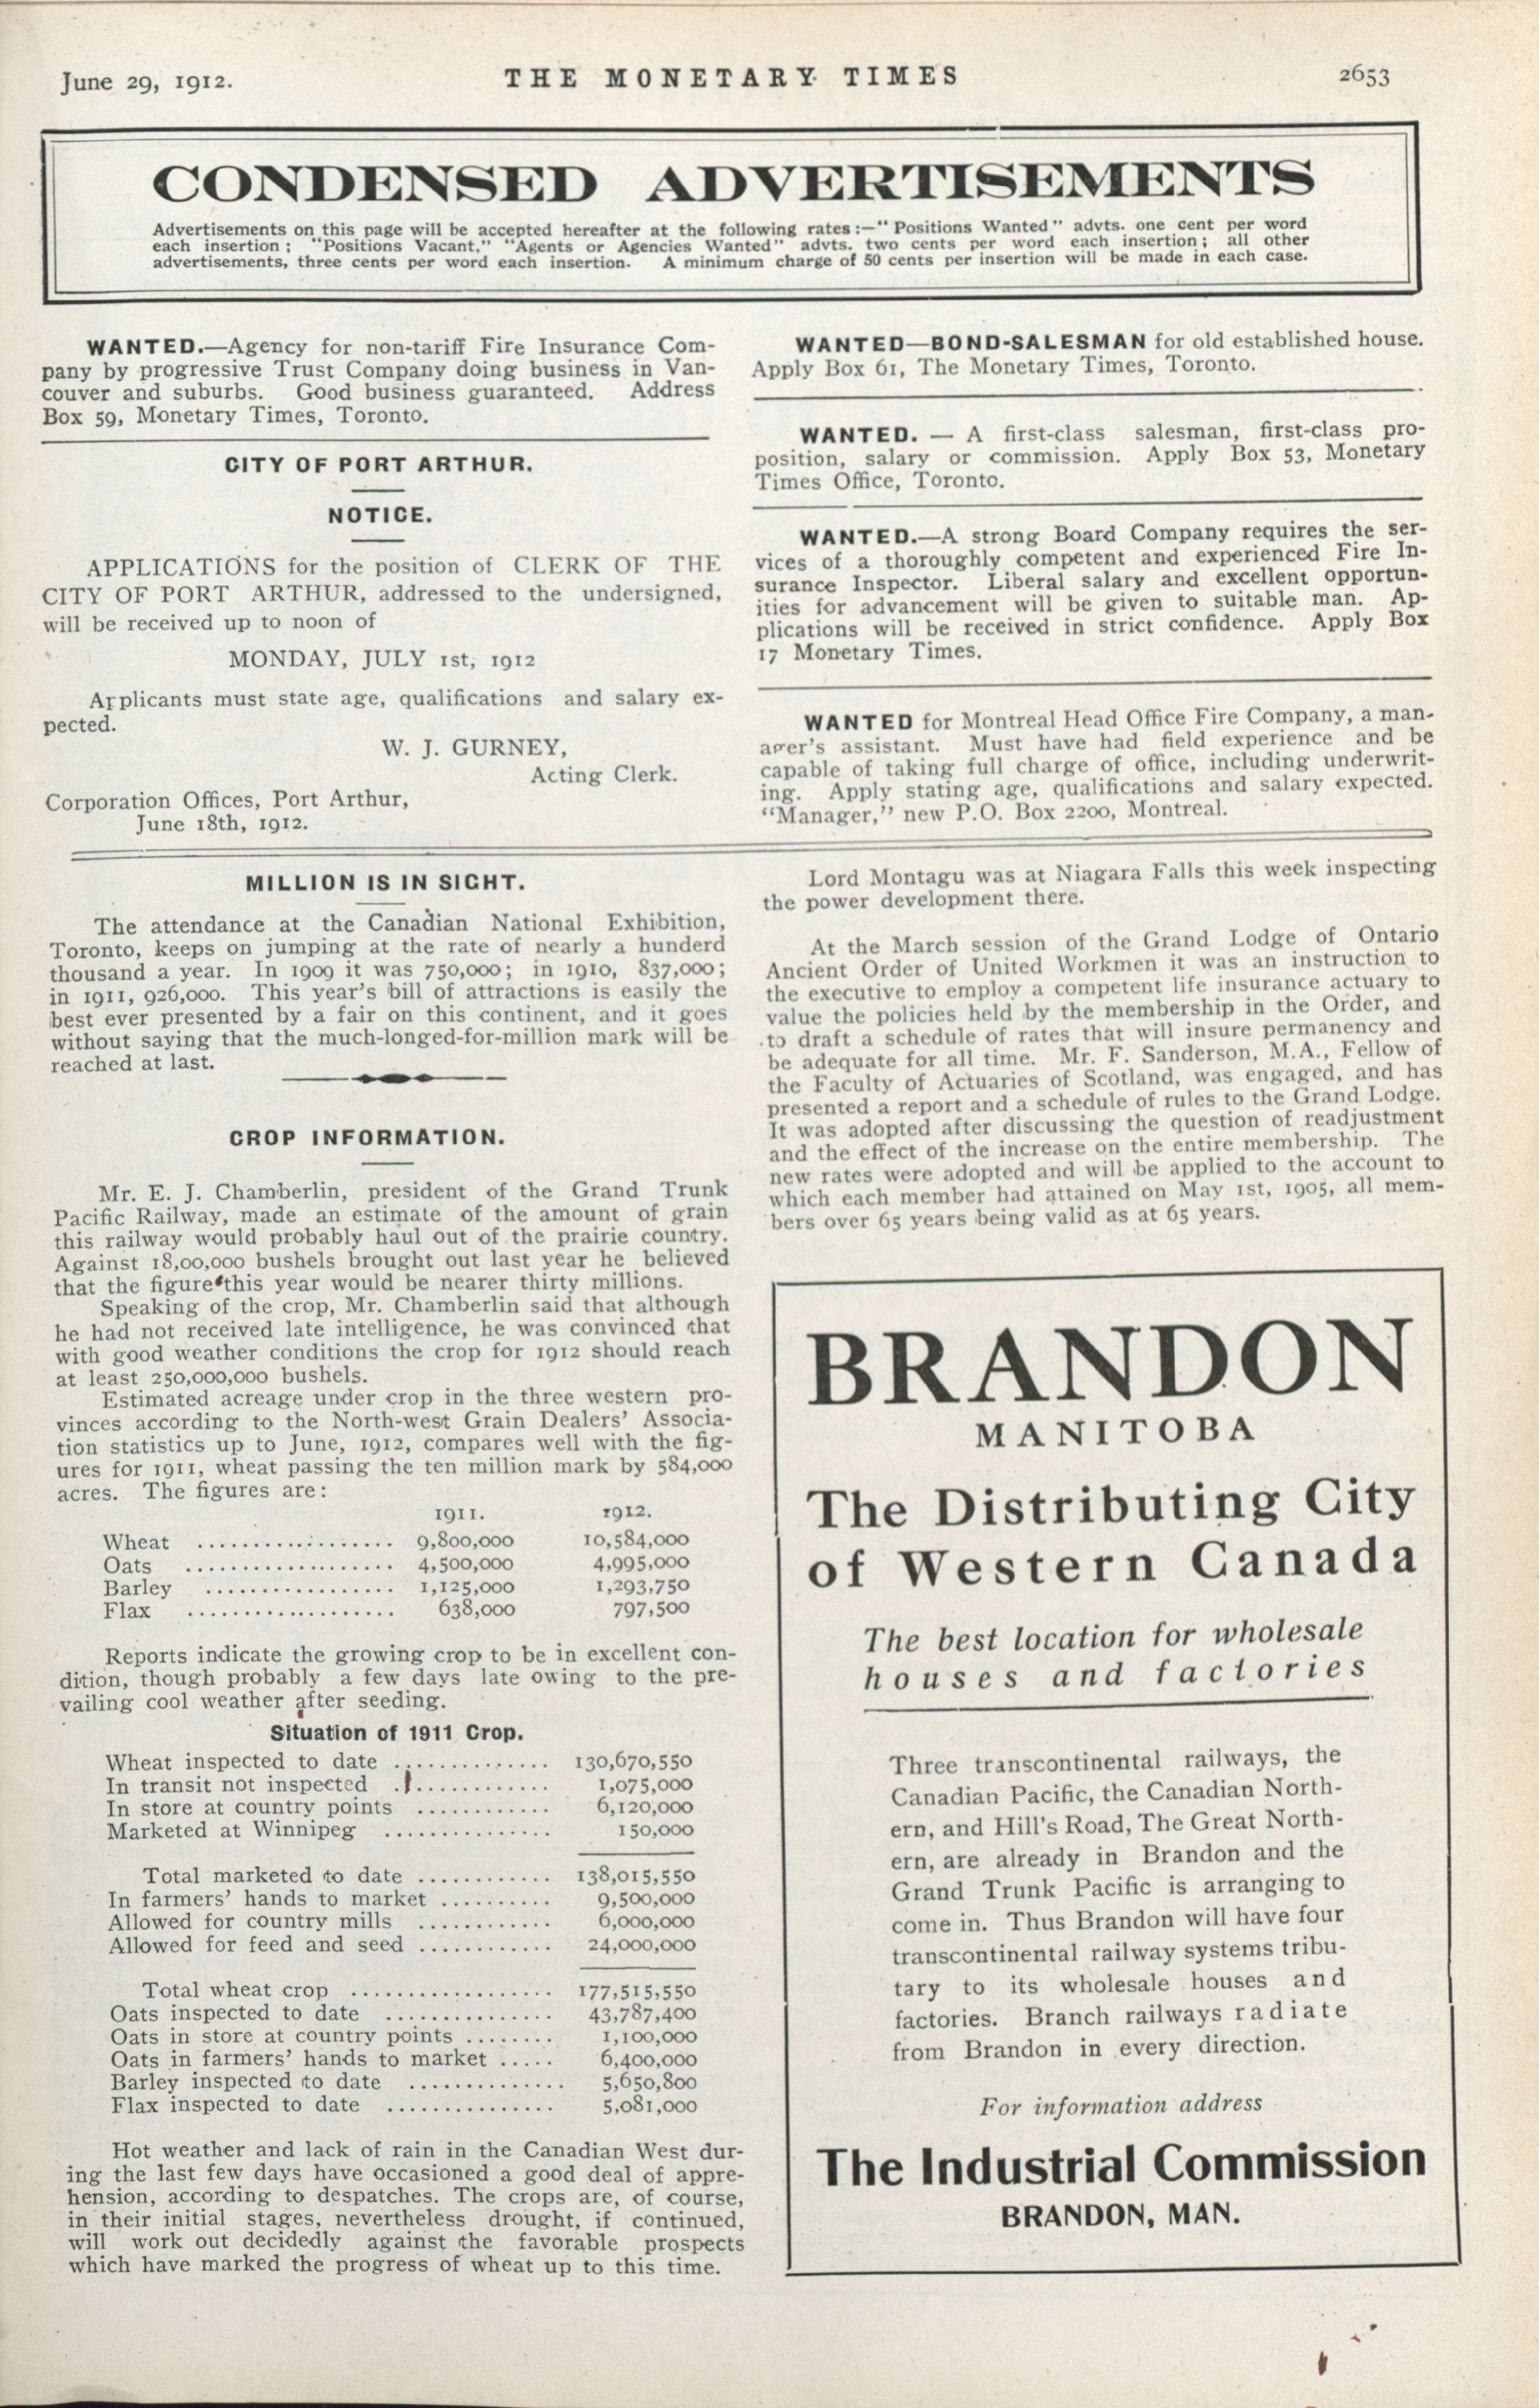 June 29, 1912.
THE MONETARY TIMES
2653
CONDENSED ADVERTISEMENTS
Advertisements on this page will be accepted hereafter at the following rates:—"Positions Wanted" advts. one cent per word
each insertion; "Positions Vacant," "Agents or Agencies Wanted" advts. two cents per word each insertion; all other
advertisements, three cents per word each insertion. A minimum charge of 50 cents per insertion will be made in each case.
WANTED.—Agency for non-tariff Fire Insurance Com-
pany by progressive Trust Company doing business in Van-
couver and suburbs. Good business guaranteed. Address
Box 59, Monetary Times, Toronto.
CITY OF PORT ARTHUR.
NOTICE.
APPLICATIONS for the position of CLERK OF THE
CITY OF PORT ARTHUR, addressed to the undersigned,
will be received up to noon of
MONDAY, JULY 1st, 1912
Applicants must state age, qualifications and salary ex-
pected.
W. J. GURNEY,
Acting Clerk.
Corporation Offices, Port Arthur,
June 18th, 1912.
WANTED—BOND-SALESMAN for old established house.
Apply Box 61, The Monetary Times, Toronto.
WANTED. — A first-class salesman, first-class pro-
position, salary or commission. Apply Box 53, Monetary
Times Office, Toronto.
WANTED.—A strong Board Company requires the ser-
vices of a thoroughly competent and experienced Fire In-
surance Inspector. Liberal salary and excellent opportun-
ities for advancement will be given to suitable man. Ap-
plications will be received in strict confidence. Apply Box
17 Monetary Times.
WANTED for Montreal Head Office Fire Company, a man-
ager's assistant. Must have had field experience and be
capable of taking full charge of office, including underwrit-
ing. Apply stating age, qualifications and salary expected.
"Manager," new P.O. Box 2200, Montreal.
MILLION IS IN SIGHT.
The attendance at the Canadian National Exhibition,
Toronto, keeps on jumping at the rate of nearly a hunderd
thousand a year. In 1909 it was 750,000; in 1910, 837,000;
in 1911, 926,000. This year's bill of attractions is easily the
best ever presented by a fair on this continent, and it goes
without saying that the much-longed-for-million mark will be
reached at last.
CROP INFORMATION.
Mr. E. J. Chamberlin, president of the Grand Trunk
Pacific Railway, made an estimate of the amount of grain
this railway would probably haul out of the prairie country.
Against 18,00,000 bushels brought out last year he believed
that the figure this year would be nearer thirty millions.
Speaking of the crop, Mr. Chamberlin said that although
he had not received late intelligence, he was convinced that
with good weather conditions the crop for 1912 should reach
at least 250,000,000 bushels.
Estimated acreage under crop in the three western pro-
vinces according to the North-west Grain Dealers' Associa-
tion statistics up to June, 1912, compares well with the fig-
ures for 1911, wheat passing the ten million mark by 584,000
acres. The figures are:
1911. 1912.
Wheat .................. 9,800,000 10,584,000
Oats ................... 4,500,000 4,995,000
Barley ................. 1,125,000 1,293,750
Flax ................... 638,000 797,500
Reports indicate the growing crop to be in excellent con-
dition, though probably a few days late owing to the pre-
vailing cool weather after seeding.
Situation of 1911 Crop.
Wheat inspected to date .............. 130,670,550
In transit not inspected .............. 1,075,000
In store at country points ............ 6,120,000
Marketed at Winnipeg ............... 150,000
Total marketed to date ............ 138,015,550
In farmers' hands to market .......... 9,500,000
Allowed for country mills ............ 6,000,000
Allowed for feed and seed ............ 24,000,000
Total wheat crop .................. 177,515,550
Oats inspected to date ............... 43,787,400
Oats in store at country points ........ 1,100,000
Oats in farmers' hands to market ..... 6,400,000
Barley inspected to date .............. 5,650,800
Flax inspected to date ............... 5,081,000
Hot weather and lack of rain in the Canadian West dur-
ing the last few days have occasioned a good deal of appre-
hension, according to despatches. The crops are, of course,
in their initial stages, nevertheless drought, if continued,
will work out decidedly against the favorable prospects
which have marked the progress of wheat up to this time.
Lord Montagu was at Niagara Falls this week inspecting
the power development there.
At the March session of the Grand Lodge of Ontario
Ancient Order of United Workmen it was an instruction to
the executive to employ a competent life insurance actuary to
value the policies held by the membership in the Order, and
to draft a schedule of rates that will insure permanency and
be adequate for all time. Mr. F. Sanderson, M.A., Fellow of
the Faculty of Actuaries of Scotland, was engaged, and has
presented a report and a schedule of rules to the Grand Lodge.
It was adopted after discussing the question of readjustment
and the effect of the increase on the entire membership. The
new rates were adopted and will be applied to the account to
which each member had attained on May 1st, 1905, all mem-
bers over 65 years being valid as at 65 years.
BRANDON
MANITOBA
The Distributing City
of Western Canada
The best location for wholesale
houses and factories
Three transcontinental railways, the
Canadian Pacific, the Canadian North-
ern, and Hill's Road, The Great North-
ern, are already in Brandon and the
Grand Trunk Pacific is arranging to
come in. Thus Brandon will have four
transcontinental railway systems tribu-
tary to its wholesale houses and
factories. Branch railways radiate
from Brandon in every direction.
For information address
The Industrial Commission
BRANDON, MAN.